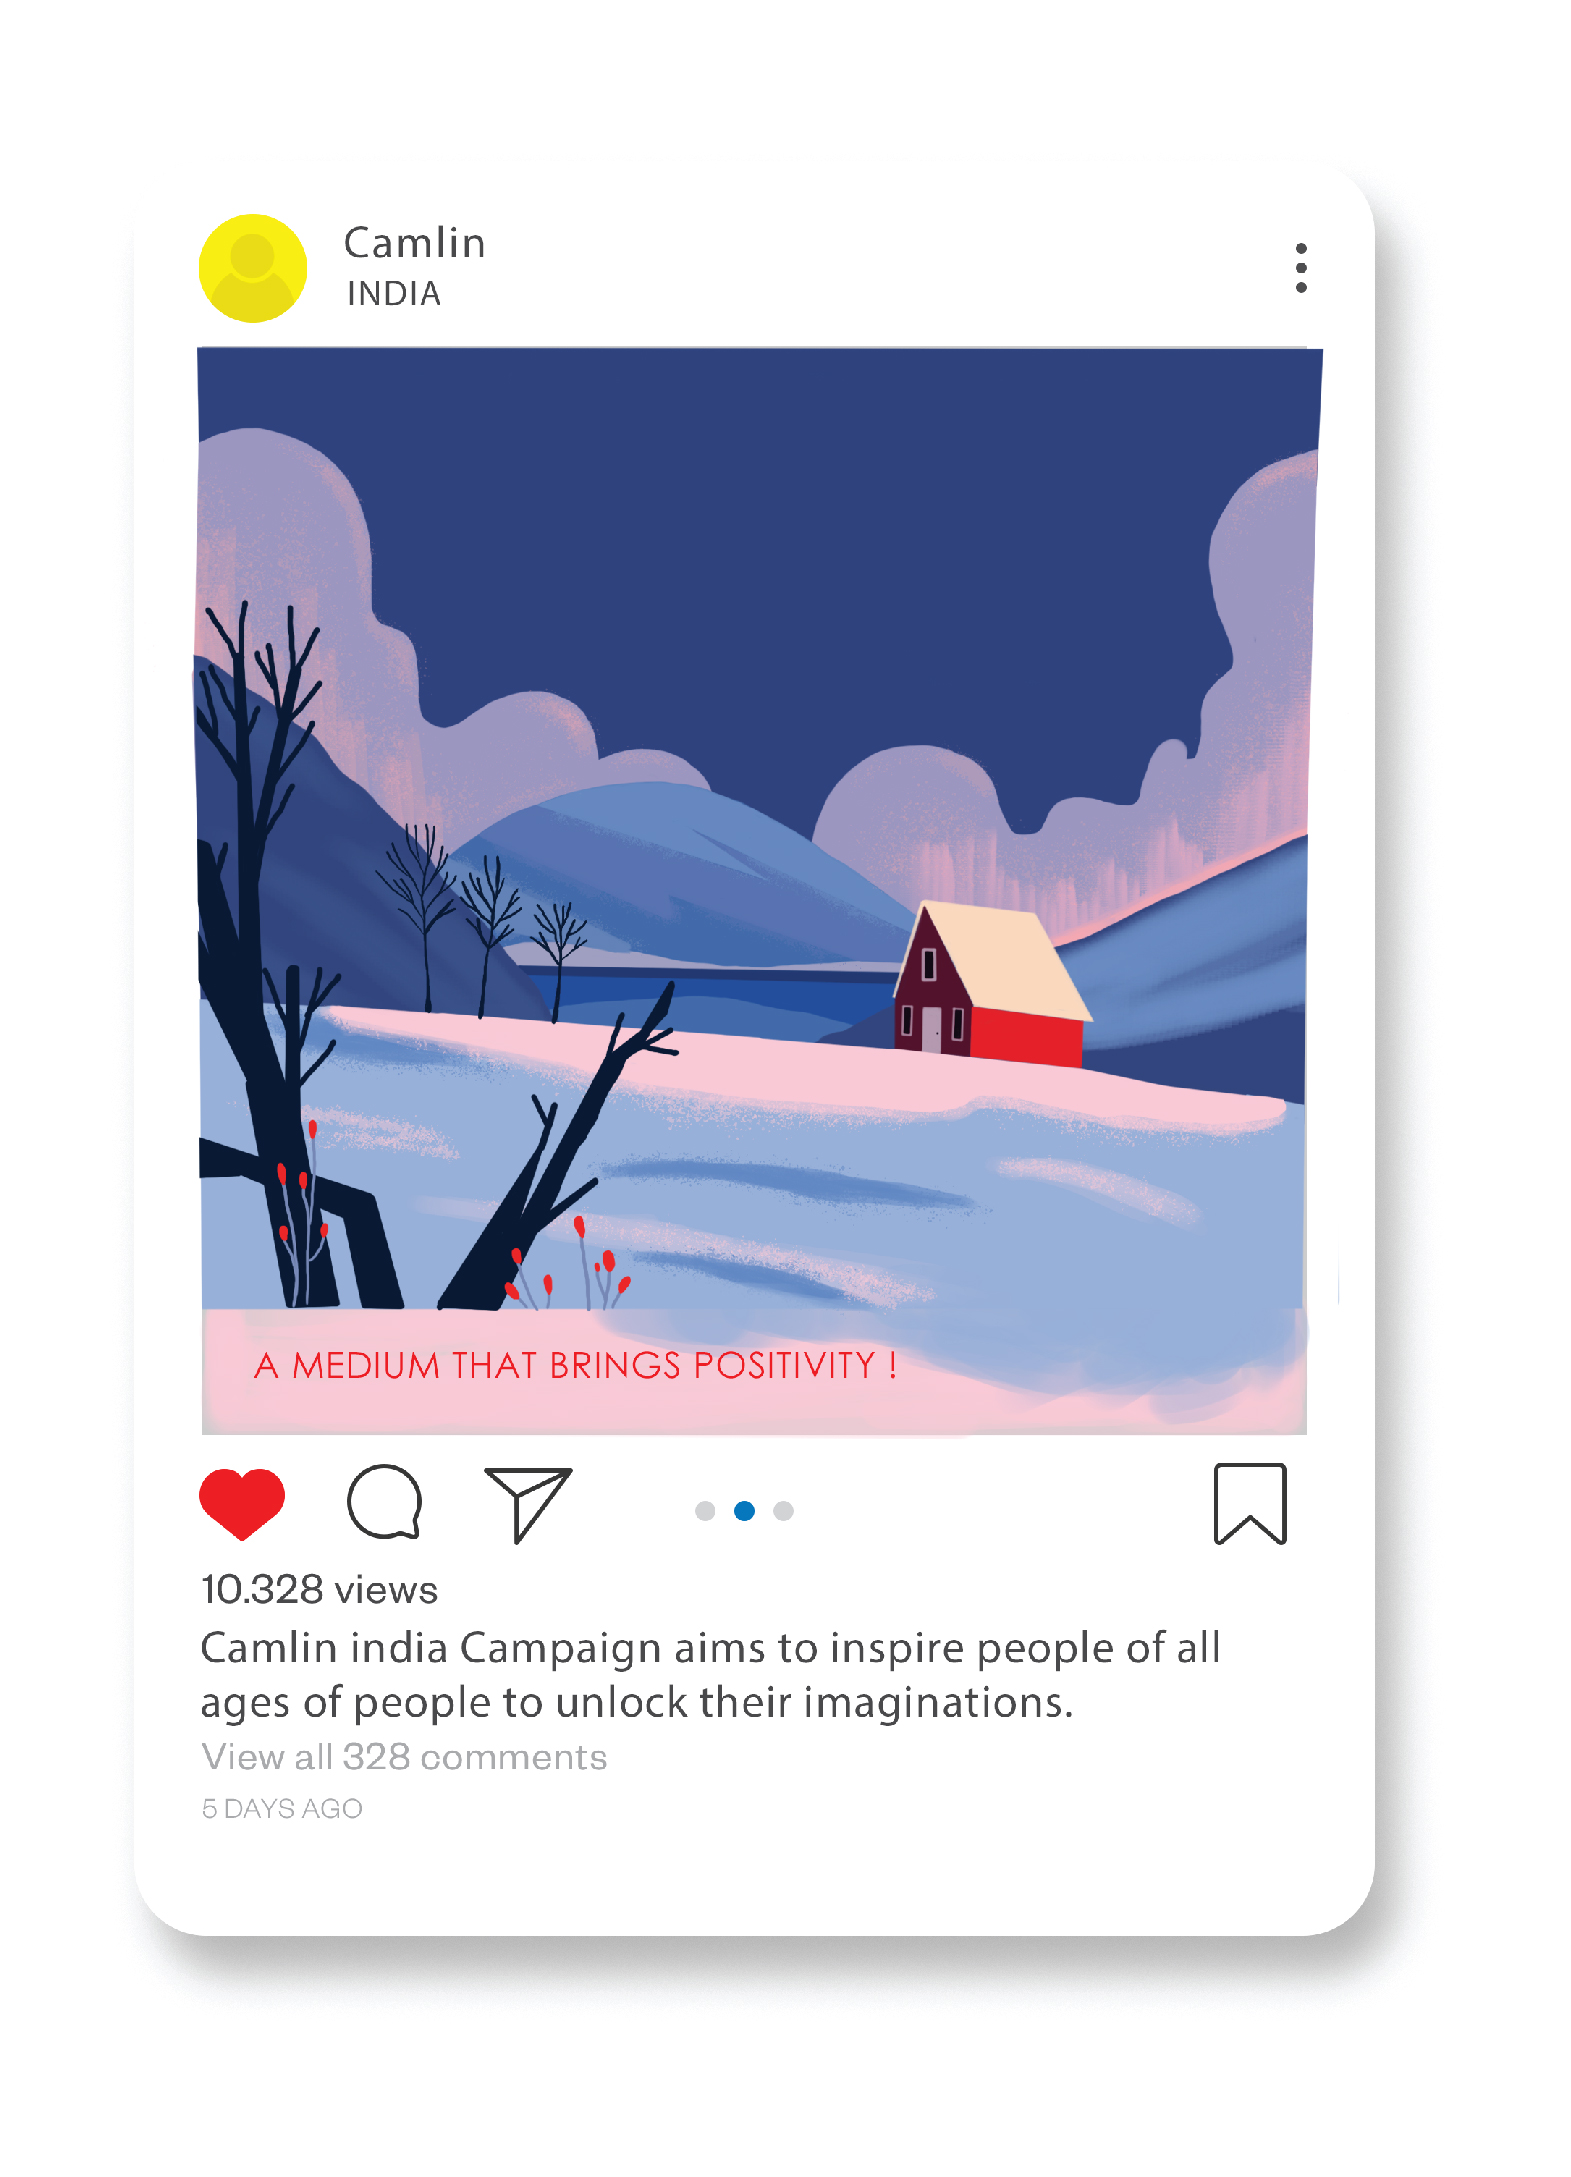 Camlin
INDIA
A MEDIUM THAT BRINGS POSITIVITY !
10.328 views
Camlin india Campaign aims to inspire people of all
ages of people to unlock their imaginations.
View all 328 comments
5 DAYS AGO